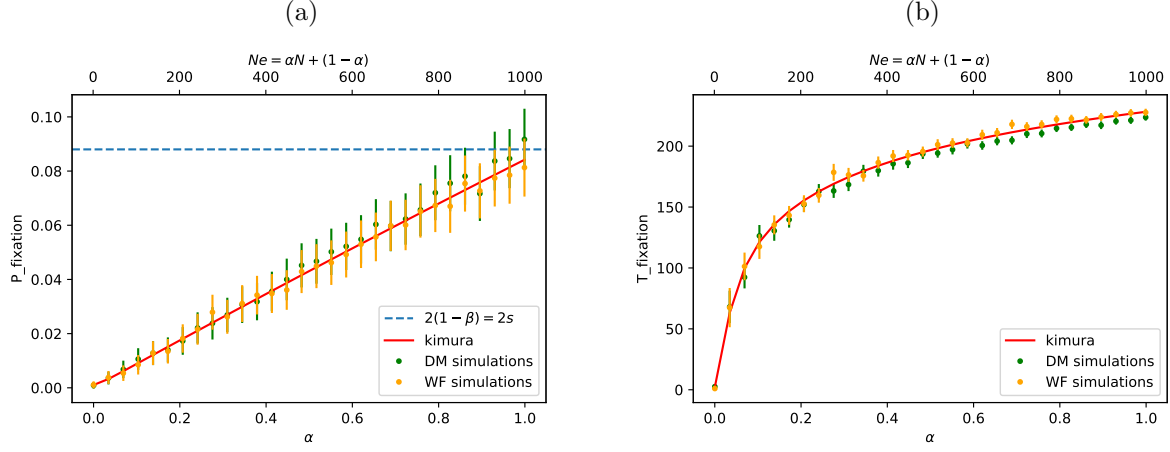 (a)
Ne = αN + (1 − α)
0 200 400 600 800 1000
P_fixation
0.10
0.08
0.06
0.04
0.02
0.00
2(1 − β) = 2s
kimura
DM simulations
WF simulations
0.0 0.2 0.4 0.6 0.8 1.0
α
(b)
Ne = αN + (1 − α)
0 200 400 600 800 1000
T_fixation
200
150
100
50
0
kimura
DM simulations
WF simulations
0.0 0.2 0.4 0.6 0.8 1.0
α